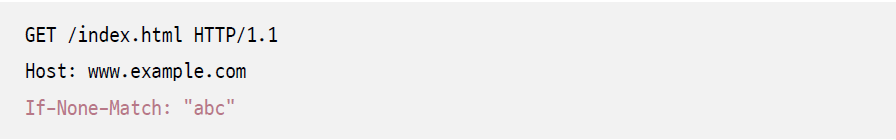 GET /index.html HTTP/1.1
Host: www.example.com
If-None-Match: "abc"